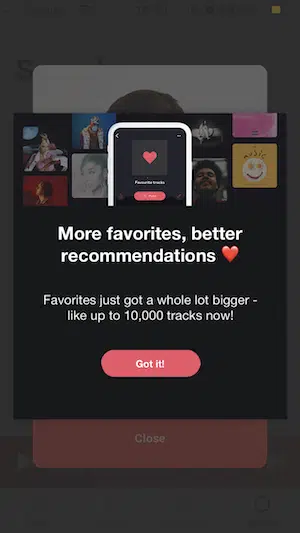 Favourite tracks
More favorites, better
recommendations ❤️
Favorites just got a whole lot bigger -
like up to 10,000 tracks now!
Got it!
Close